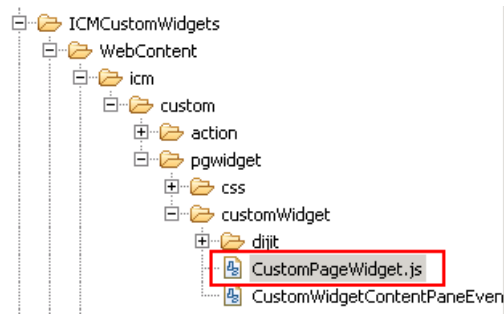 ICMCustomWidgets
WebContent
icm
custom
action
pgwidget
css
customWidget
dijit
CustomPageWidget.js
CustomWidgetContentPaneEven